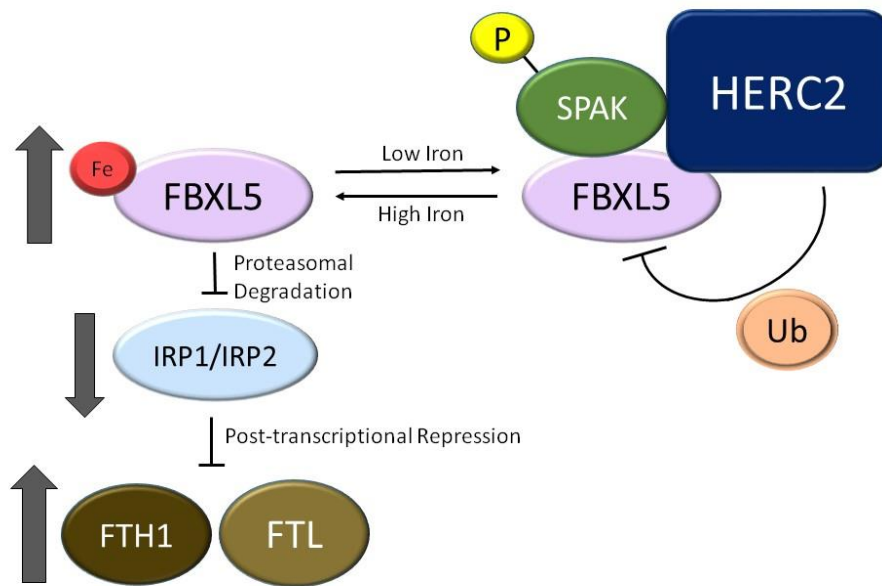 P
SPAK
HERC2
Fe
FBXL5
Low Iron
High Iron
FBXL5
Proteasomal
Degradation
Ub
IRP1/IRP2
Post-transcriptional Repression
FTH1
FTL